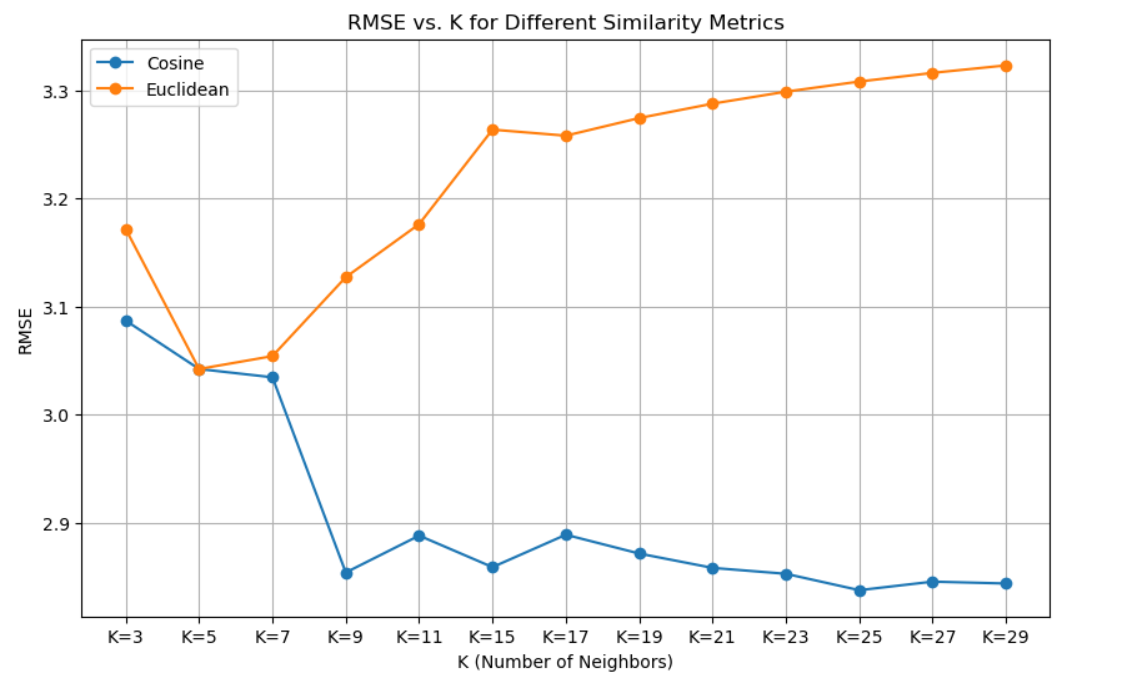 RMSE vs. K for Different Similarity Metrics
Cosine
Euclidean
3.3
3.2
3.1
3.0
2.9
RMSE
K=3 K=5 K=7 K=9 K=11 K=15 K=17 K=19 K=21 K=23 K=25 K=27 K=29
K (Number of Neighbors)